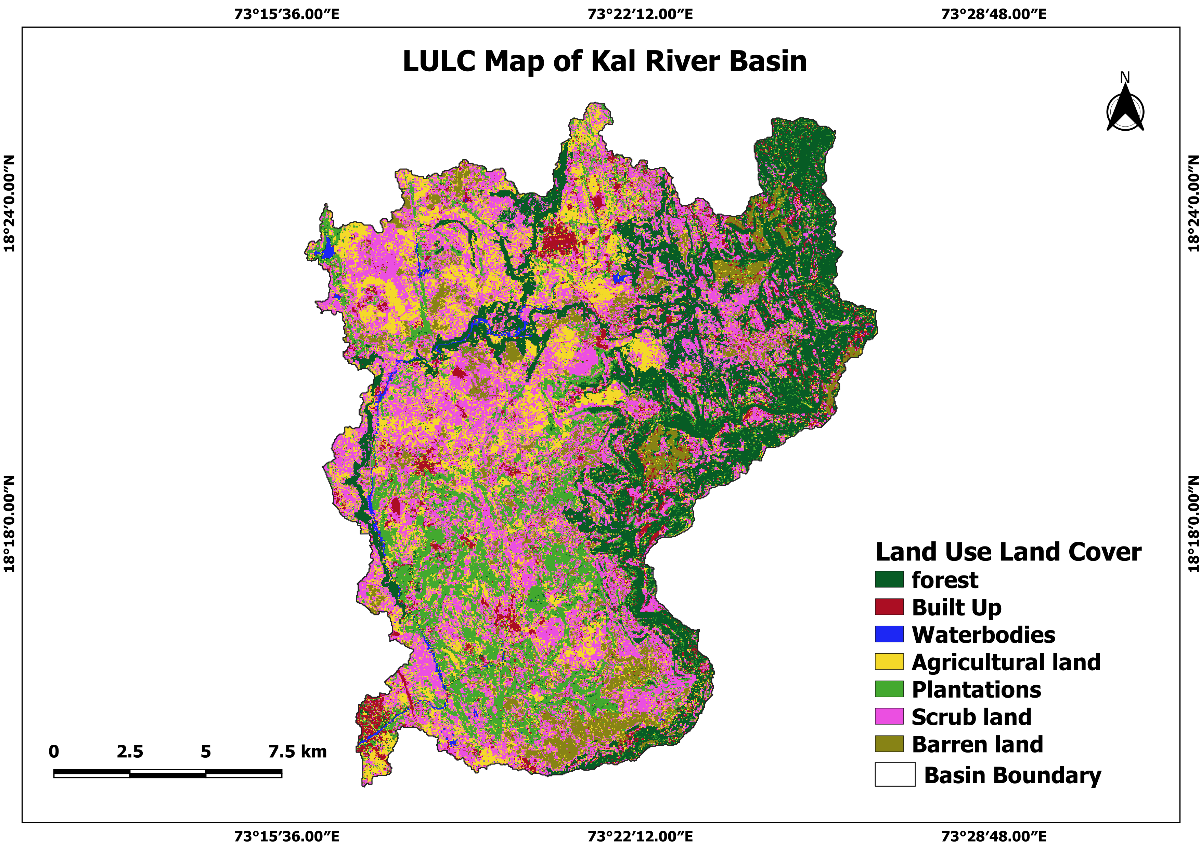 73°15′36.00″E 73°22′12.00″E 73°28′48.00″E
LULC Map of Kal River Basin
N
18°24′0.00″N
18°24′0.00″N
18°18′0.00″N
18°18′0.00″N
Land Use Land Cover
forest
Built Up
Waterbodies
Agricultural land
Plantations
Scrub land
Barren land
Basin Boundary
0 2.5 5 7.5 km
73°15′36.00″E 73°22′12.00″E 73°28′48.00″E